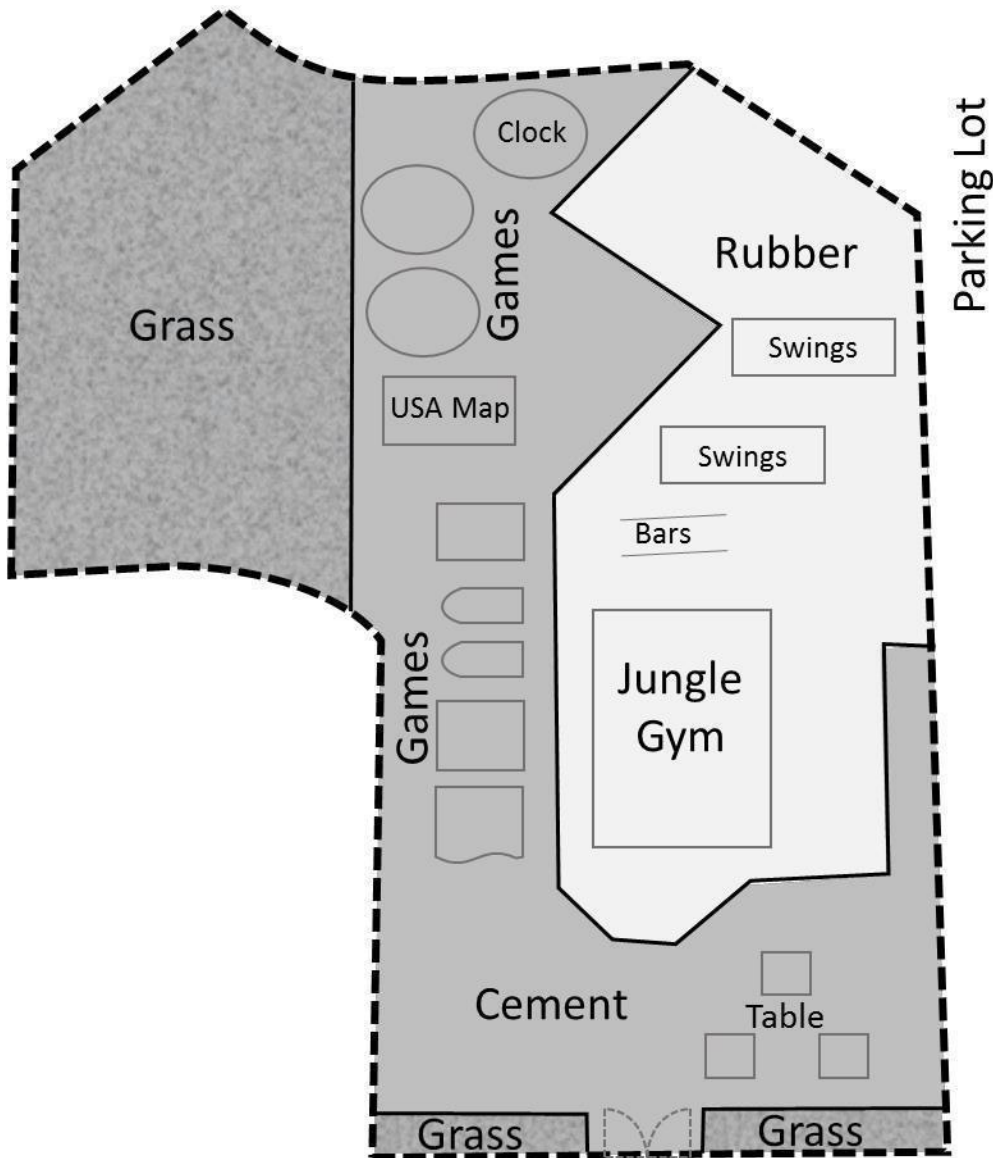 Clock
Games
Parking Lot
Rubber
Grass
Swings
USA Map
Swings
Bars
Games
Jungle
Gym
Cement
Table
Grass
Grass